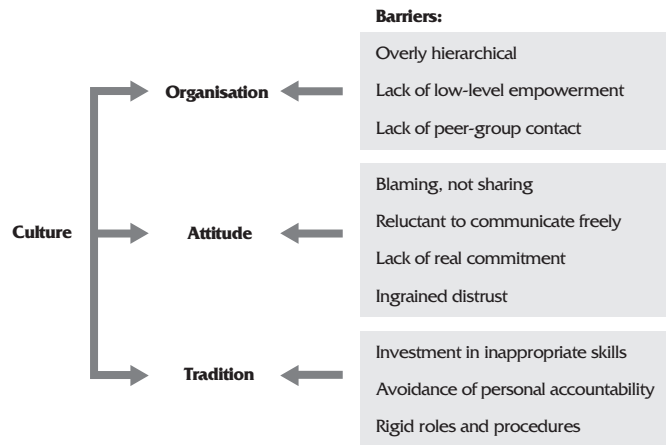 Barriers:
Overly hierarchical
Organisation
Lack of low-level empowerment
Lack of peer-group contact
Blaming, not sharing
Reluctant to communicate freely
Culture
Attitude
Lack of real commitment
Ingrained distrust
Investment in inappropriate skills
Tradition
Avoidance of personal accountability
Rigid roles and procedures